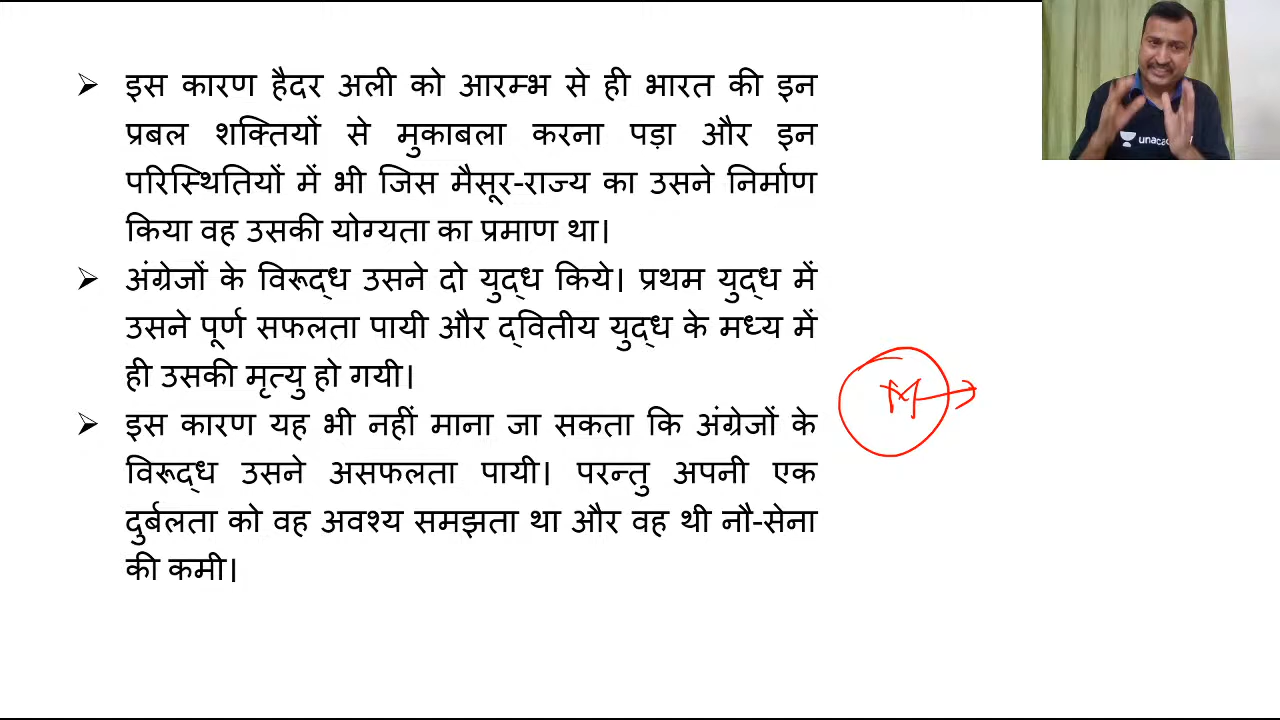 ➢ इस कारण हैदर अली को आरम्भ से ही भारत की इन
प्रबल शक्तियों से मुकाबला करना पड़ा और इन
परिस्थितियों में भी जिस मैसूर-राज्य का उसने निर्माण
किया वह उसकी योग्यता का प्रमाण था।
➢ अंग्रेजों के विरूद्ध उसने दो युद्ध किये। प्रथम युद्ध में
उसने पूर्ण सफलता पायी और द्वितीय युद्ध के मध्य में
ही उसकी मृत्यु हो गयी।
➢ इस कारण यह भी नहीं माना जा सकता कि अंग्रेजों के
विरूद्ध उसने असफलता पायी। परन्तु अपनी एक
दुर्बलता को वह अवश्य समझता था और वह थी नौ-सेना
की कमी।
M